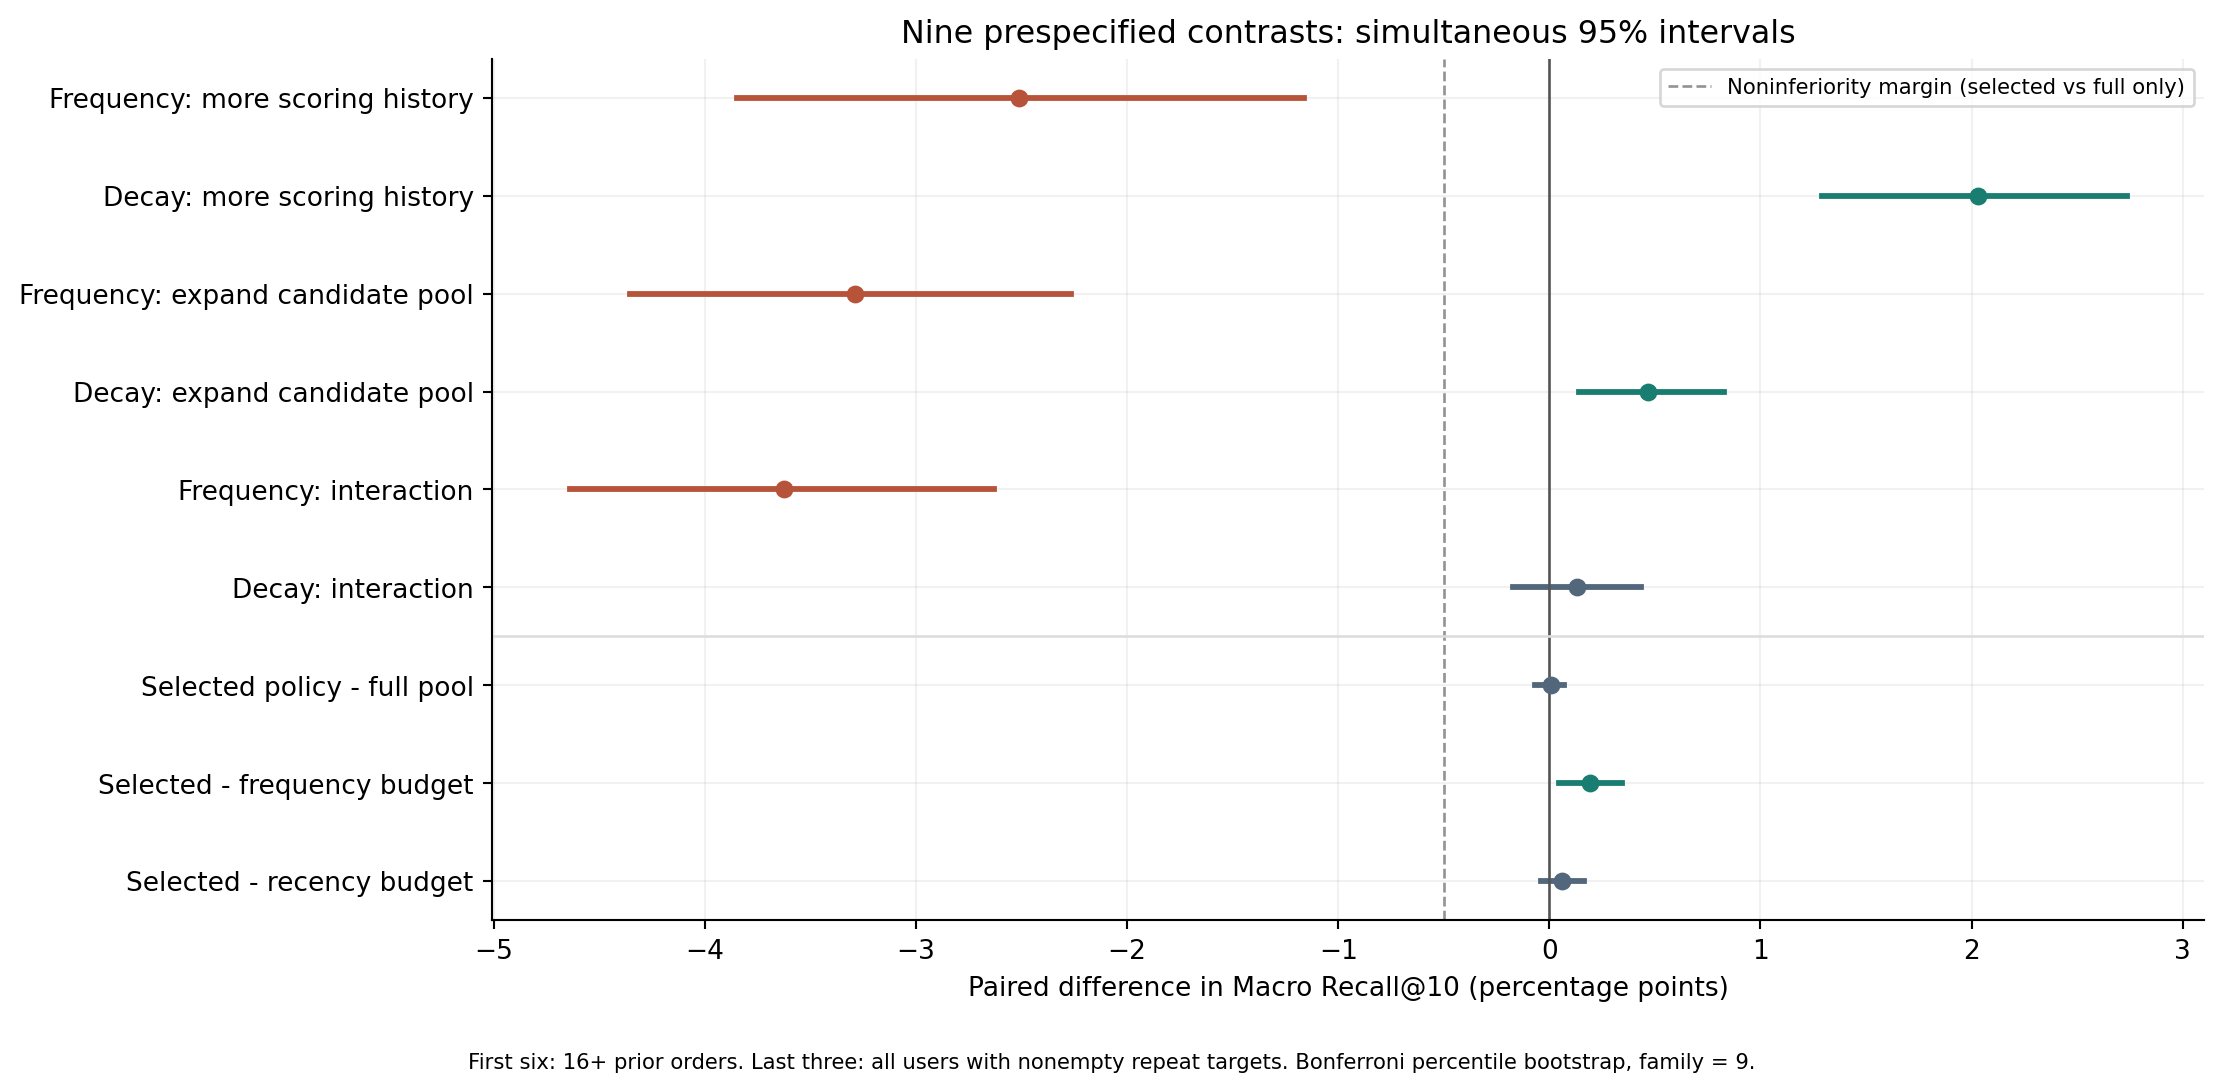 Nine prespecified contrasts: simultaneous 95% intervals
Noninferiority margin (selected vs full only)
Frequency: more scoring history
Decay: more scoring history
Frequency: expand candidate pool
Decay: expand candidate pool
Frequency: interaction
Decay: interaction
Selected policy - full pool
Selected - frequency budget
Selected - recency budget
−5 −4 −3 −2 −1 0 1 2 3
Paired difference in Macro Recall@10 (percentage points)
First six: 16+ prior orders. Last three: all users with nonempty repeat targets. Bonferroni percentile bootstrap, family = 9.